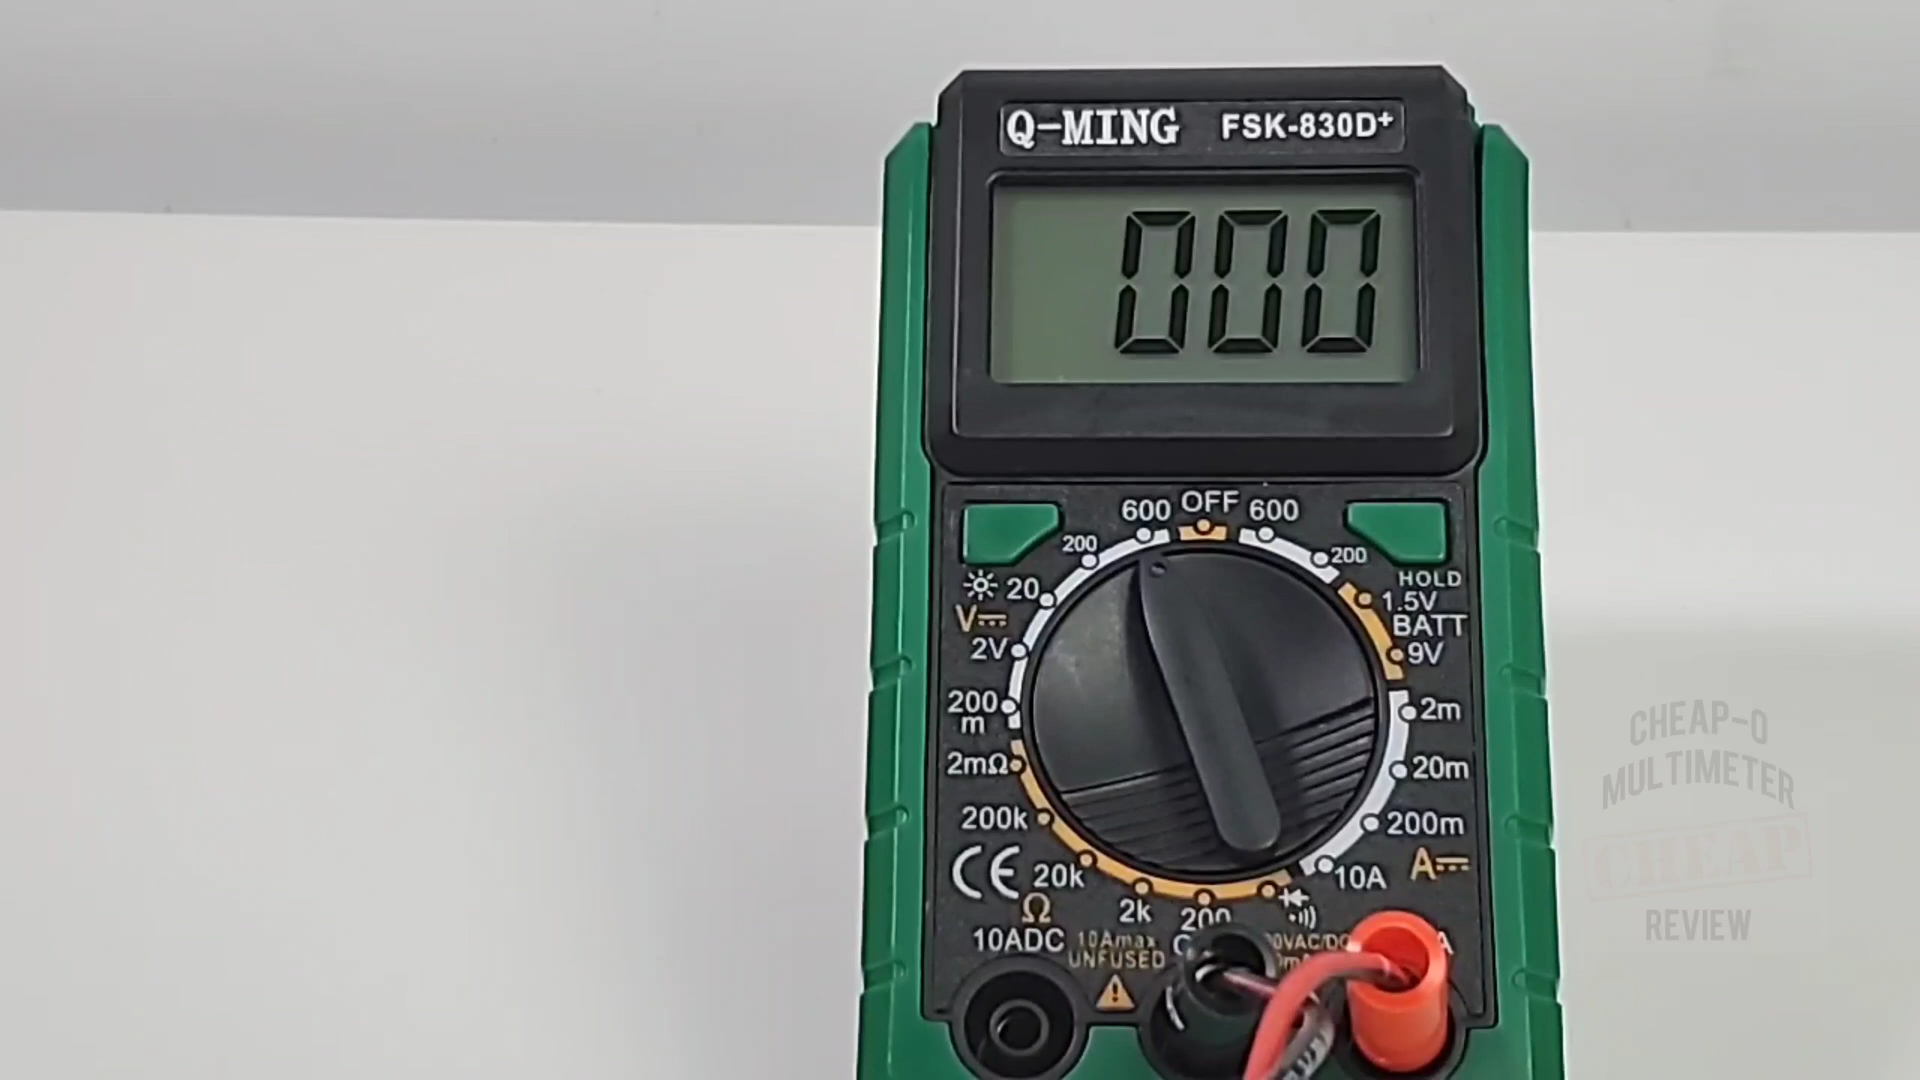 Q-MING FSK-830D+
000
OFF
600 600
200 200
20 HOLD
V 1.5V
BATT
2V 9V
200 m 2m
2mΩ 20m
200k 200m
CE 20k 10A A
Ω 2k 200
10ADC 10Amax
UNFUSED
CHEAP-O
MULTIMETER
CHEAP
REVIEW